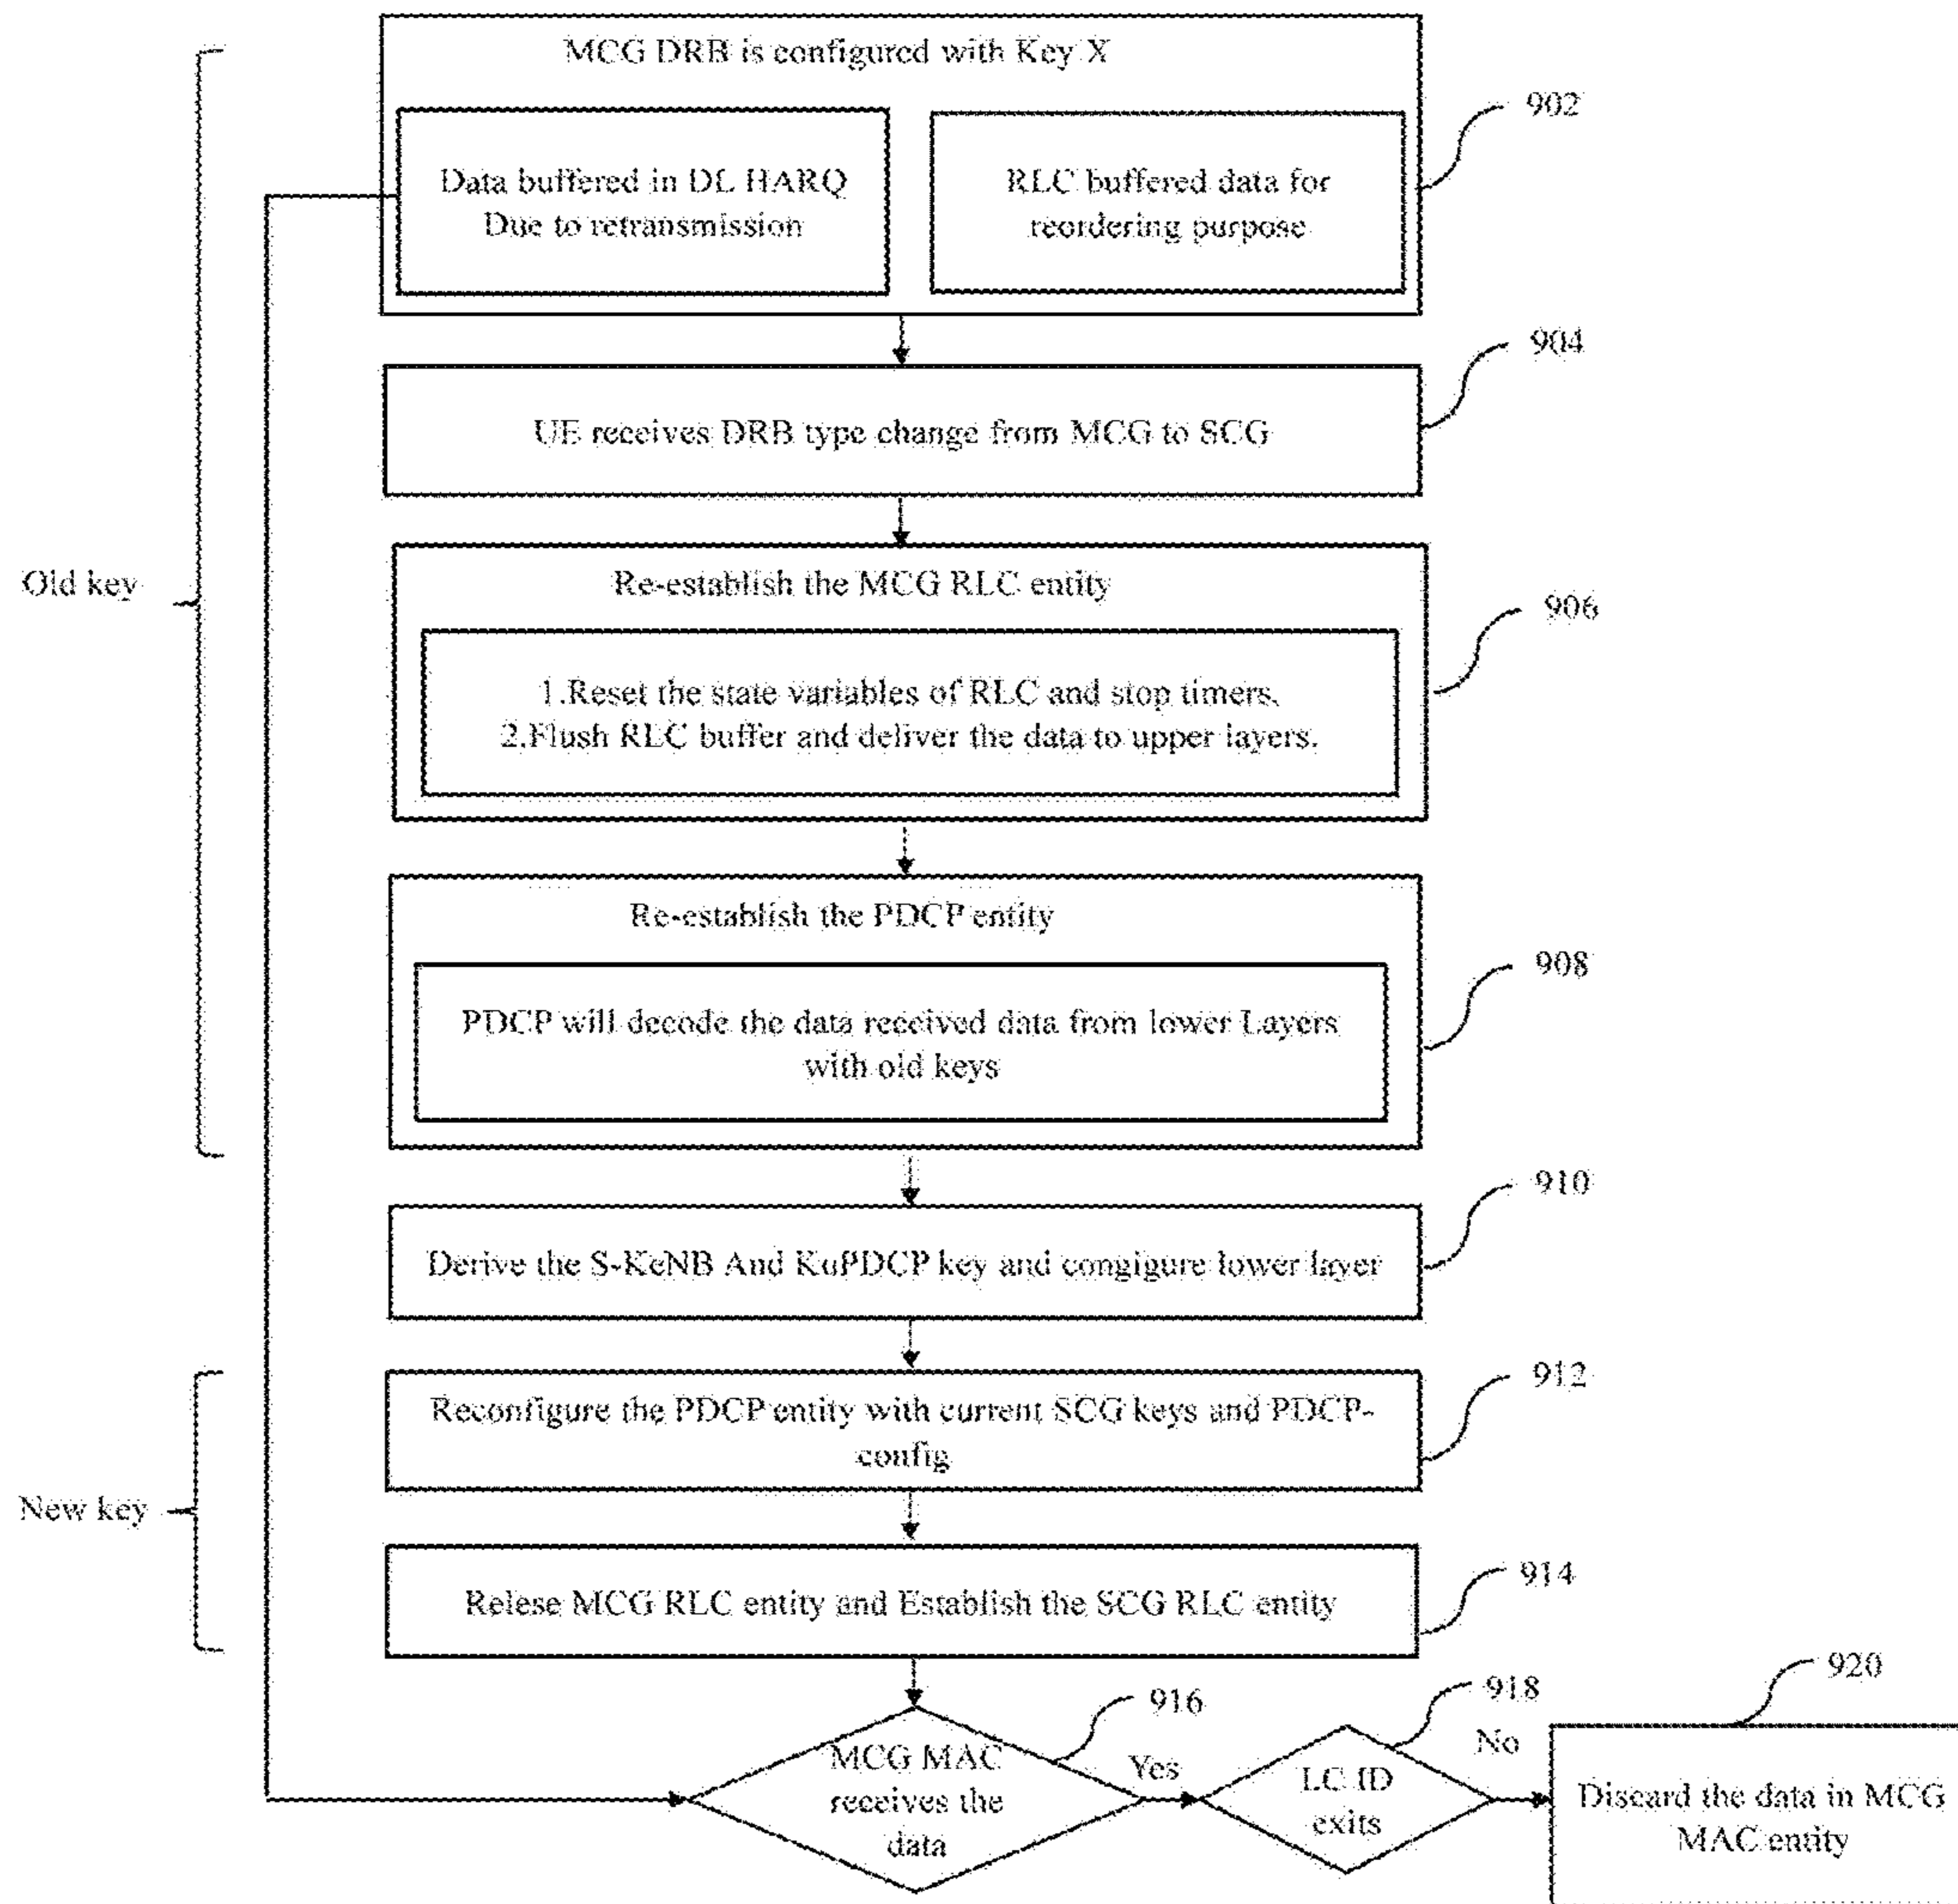 MCG DRB is configured with Key X
902
Data buffered in DL HARQ
Due to retransmission
RLC buffered data for
reordering purpose
904
UE receives DRB type change from MCG to SCG
Old key
Re-establish the MCG RLC entity
906
1.Reset the state variables of RLC and stop timers.
2.Flush RLC buffer and deliver the data to upper layers.
Re-establish the PDCP entity
908
PDCP will decode the data received data from lower Layers
with old keys
910
Derive the S-KeNB And KuPDCP key and congigure lower layer
912
Reconfigure the PDCP entity with current SCG keys and PDCP-
config
New key
914
Relese MCG RLC entity and Establish the SCG RLC entity
916
918
920
MCG MAC
receives the
data
Yes
LC ID
exits
No
Discard the data in MCG
MAC entity